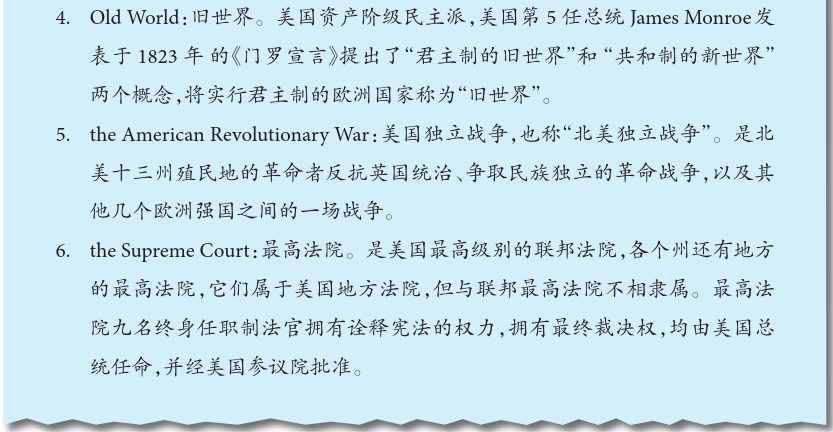 4. Old World:旧世界。美国资产阶级民主派,美国第 5 任总统 James Monroe发
表于 1823 年 的《门罗宣言》提出了“君主制的旧世界”和 “共和制的新世界”
两个概念,将实行君主制的欧洲国家称为“旧世界”。
5. the American Revolutionary War:美国独立战争,也称“北美独立战争”。是北
美十三州殖民地的革命者反抗英国统治、争取民族独立的革命战争,以及其
他几个欧洲强国之间的一场战争。
6. the Supreme Court:最高法院。是美国最高级别的联邦法院,各个州还有地方
的最高法院,它们属于美国地方法院,但与联邦最高法院不相隶属。最高法
院九名终身任职制法官拥有诠释宪法的权力,拥有最终裁决权,均由美国总
统任命,并经美国参议院批准。